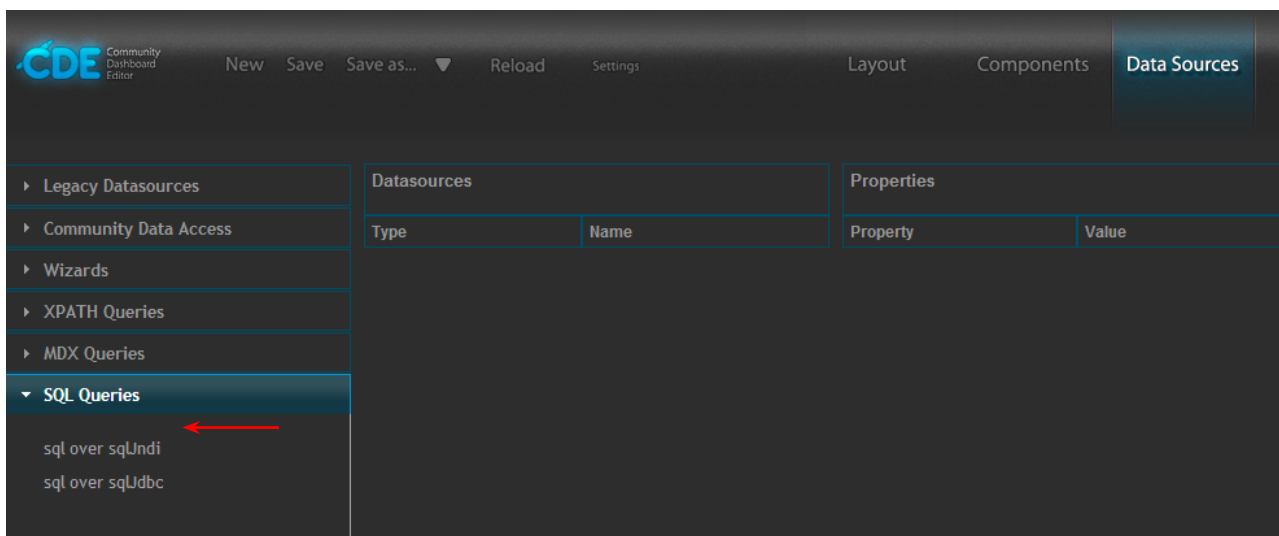 CDE Community Dashboard Editor
New Save Save as... ▼ Reload Settings Layout Components Data Sources
Legacy Datasources
Community Data Access
Wizards
XPATH Queries
MDX Queries
SQL Queries
sql over sqlJndi
sql over sqlJdbc
Datasources
Type Name
Properties
Property Value